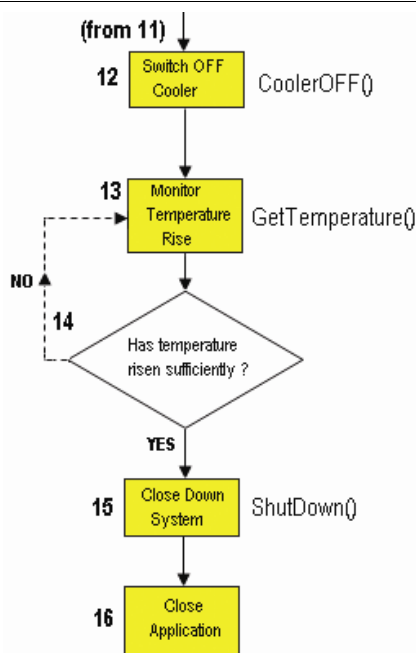 (from 11)
12
Switch OFF
Cooler
CoolerOFF()
13
Monitor
Temperature
Rise
GetTemperature()
NO
14
Has temperature
risen sufficiently ?
YES
15
Close Down
System
ShutDown()
16
Close
Application